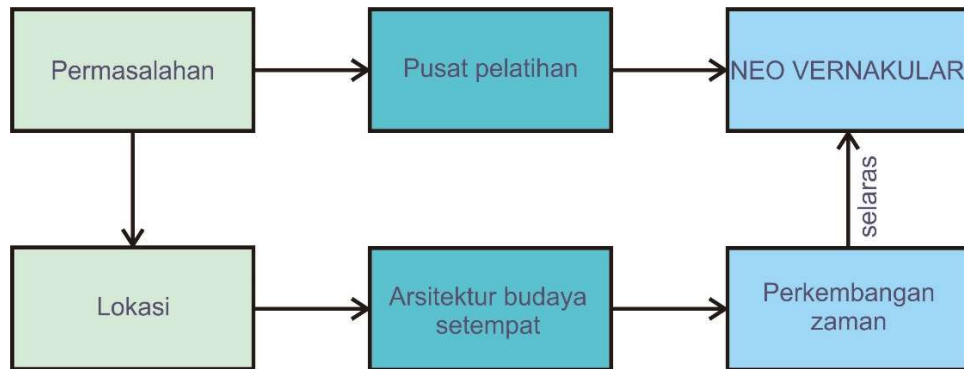 Permasalahan
Pusat pelatihan
NEO VERNAKULAR
selaras
Lokasi
Arsitektur budaya
setempat
Perkembangan
zaman